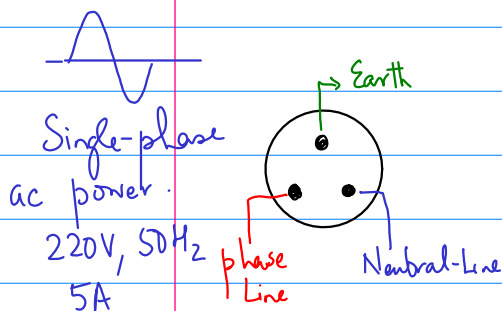 Earth
Single-phase
ac power.
220V, 50Hz
5A
phase
Line
Neutral-Line